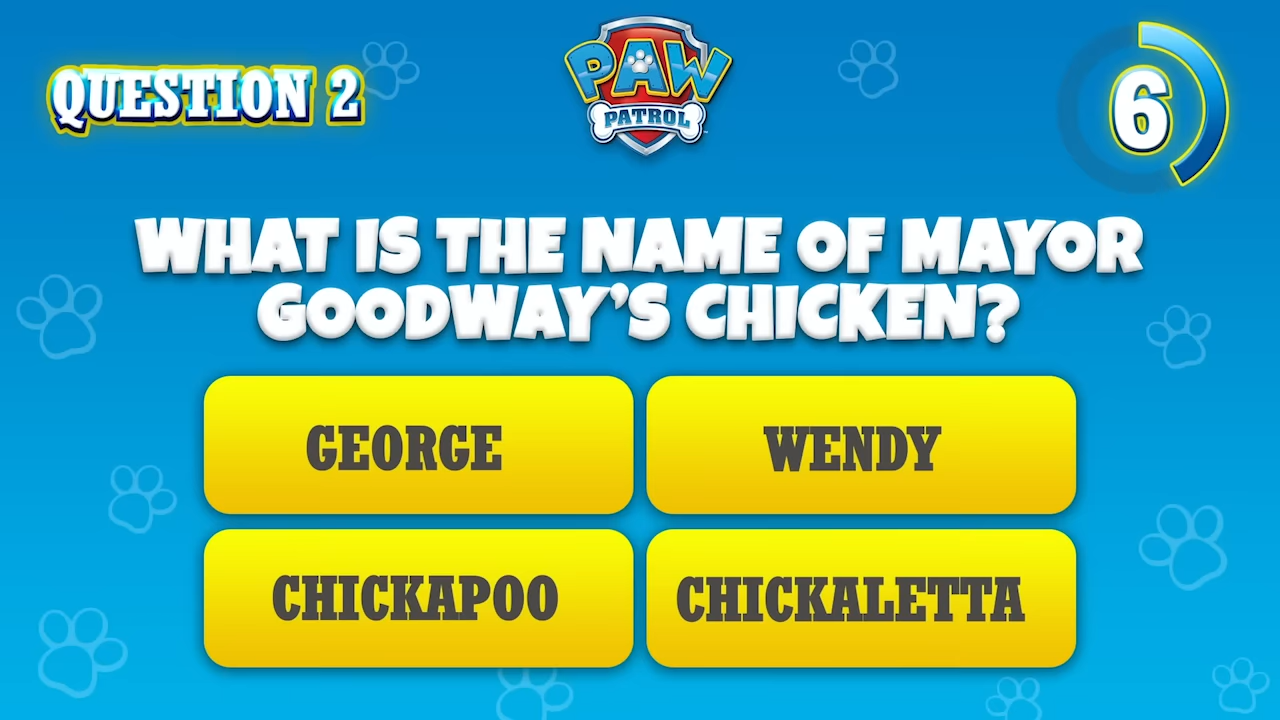 QUESTION 2
PAW
PATROL
6
WHAT IS THE NAME OF MAYOR
GOODWAY’S CHICKEN?
GEORGE
WENDY
CHICKAPOO
CHICKALETTA